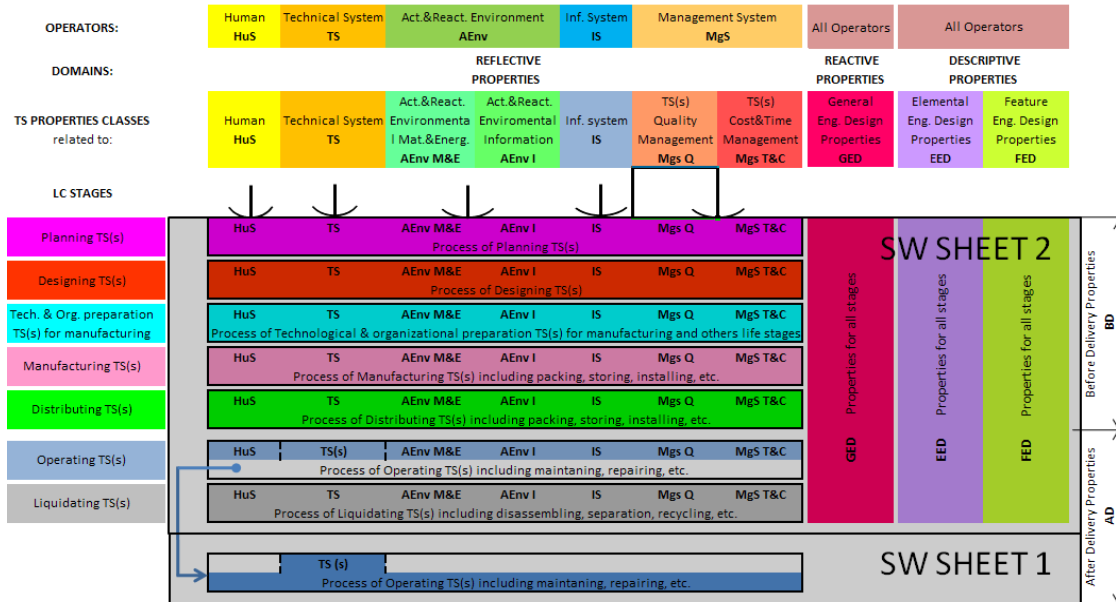 OPERATORS:
Human
HuS
Technical System
TS
Act.&React. Environment
AEnv
Inf. System
IS
Management System
MgS
All Operators
All Operators
DOMAINS:
REFLECTIVE
PROPERTIES
REACTIVE
PROPERTIES
DESCRIPTIVE
PROPERTIES
TS PROPERTIES CLASSES
related to:
Human
HuS
Technical System
TS
Act.&React.
Environmenta
l Mat.&Energ.
AEnv M&E
Act.&React.
Enviromental
Information
AEnv I
Inf. system
IS
TS(s)
Quality
Management
Mgs Q
TS(s)
Cost&Time
Management
Mgs T&C
General
Eng. Design
Properties
GED
Elemental
Eng. Design
Properties
EED
Feature
Eng. Design
Properties
FED
LC STAGES
Planning TS(s)
HuS TS AEnv M&E AEnv I IS Mgs Q MgS T&C
Process of Planning TS(s)
SW SHEET 2
Designing TS(s)
HuS TS AEnv M&E AEnv I IS Mgs Q MgS T&C
Process of Designing TS(s)
Tech. & Org. preparation
TS(s) for manufacturing
HuS TS AEnv M&E AEnv I IS Mgs Q MgS T&C
Process of Technological & organizational preparation TS(s) for manufacturing and others life stages
Manufacturing TS(s)
HuS TS AEnv M&E AEnv I IS Mgs Q MgS T&C
Process of Manufacturing TS(s) including packing, storing, installing, etc.
Distributing TS(s)
HuS TS AEnv M&E AEnv I IS Mgs Q MgS T&C
Process of Distributing TS(s) including packing, storing, installing, etc.
Operating TS(s)
HuS TS(s) AEnv M&E AEnv I IS Mgs Q MgS T&C
Process of Operating TS(s) including maintaning, repairing, etc.
Liquidating TS(s)
HuS TS AEnv M&E AEnv I IS Mgs Q MgS T&C
Process of Liquidating TS(s) including disassembling, separation, recycling, etc.
Properties for all stages
GED
Properties for all stages
EED
Properties for all stages
FED
Before Delivery Properties
BD
After Delivery Properties
AD
TS (s)
Process of Operating TS(s) including maintaning, repairing, etc.
SW SHEET 1